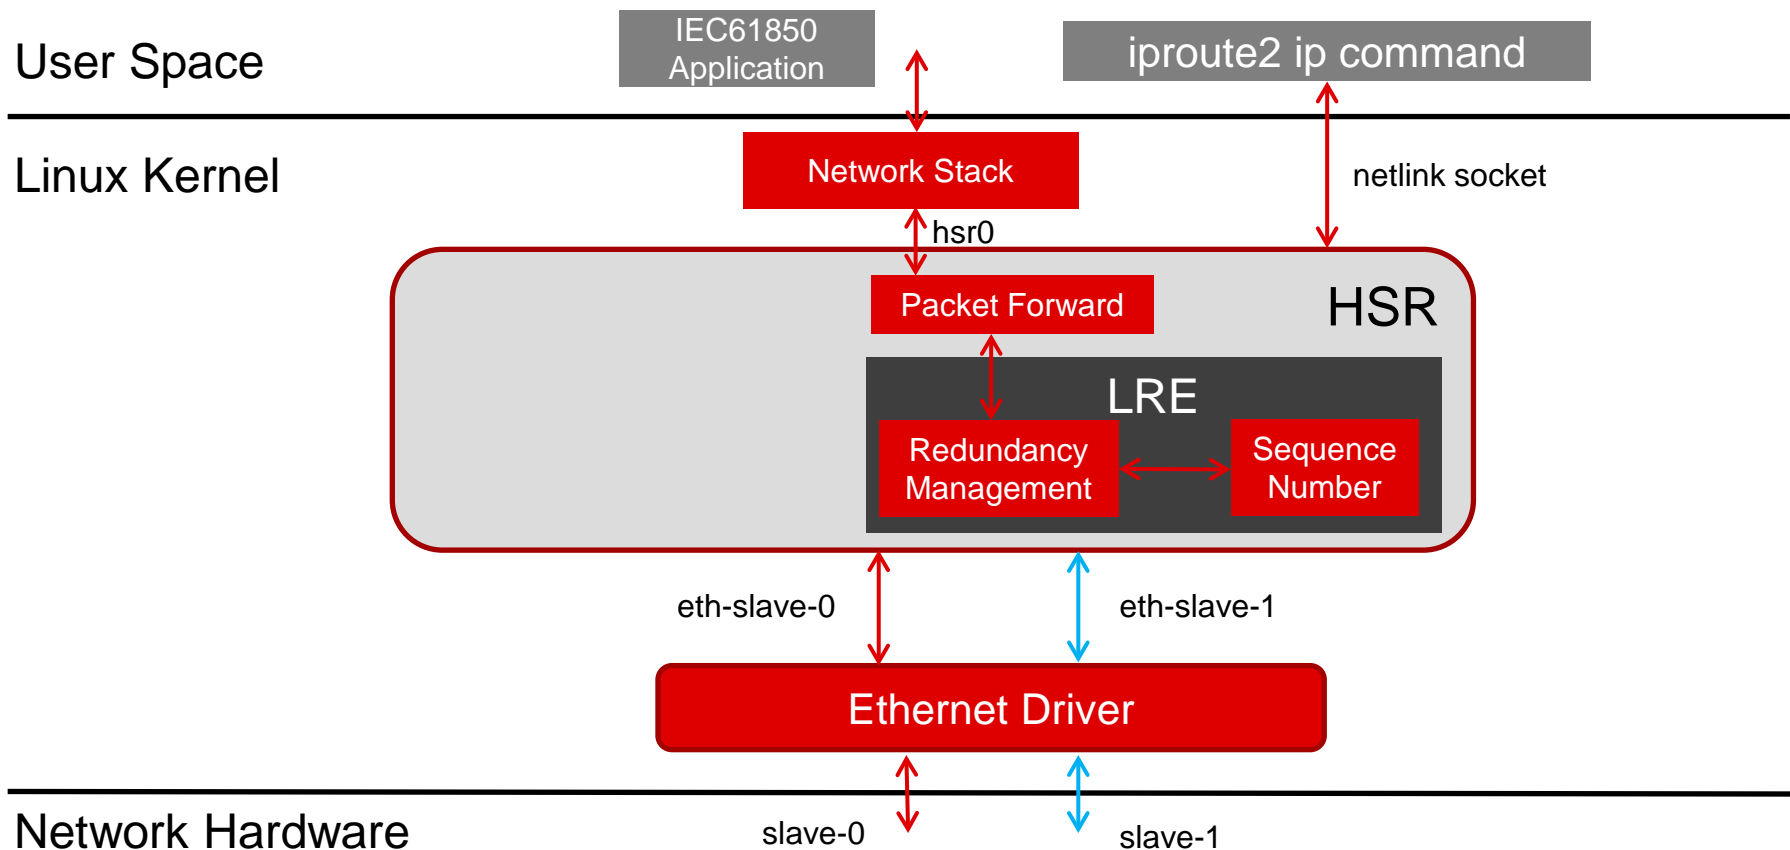 User Space
IEC61850
Application
iproute2 ip command
Linux Kernel
Network Stack
netlink socket
hsr0
Packet Forward
HSR
LRE
Redundancy
Management
Sequence
Number
eth-slave-0
eth-slave-1
Ethernet Driver
Network Hardware
slave-0
slave-1